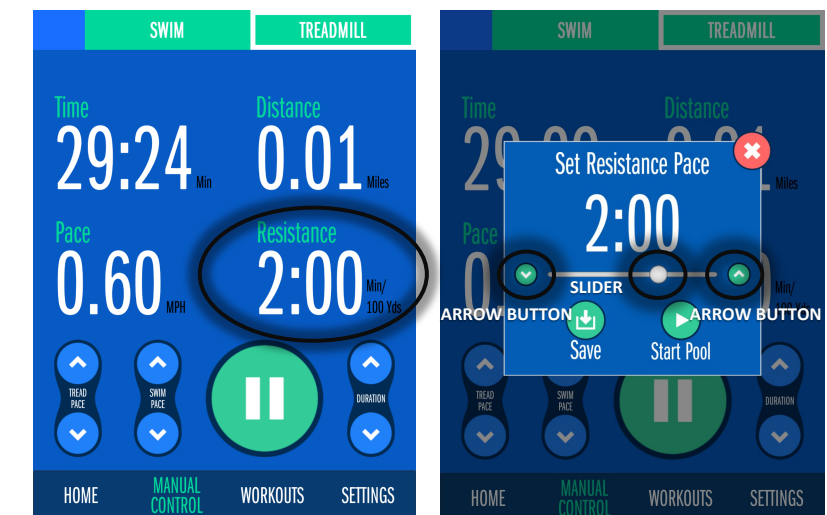 SWIM
TREADMILL
Time
29:24 Min
Distance
0.01 Miles
Pace
0.60 MPH
Resistance
2:00 Min/
100 Yds
TREAD
PACE
SWIM
PACE
DURATION
HOME
MANUAL
CONTROL
WORKOUTS
SETTINGS
SWIM
TREADMILL
Time
Distance
Miles
Set Resistance Pace
2:00
Pace
SLIDER
Min/
100 Yds
ARROW BUTTON
ARROW BUTTON
Save
Start Pool
TREAD
PACE
SWIM
PACE
DURATION
HOME
MANUAL
CONTROL
WORKOUTS
SETTINGS